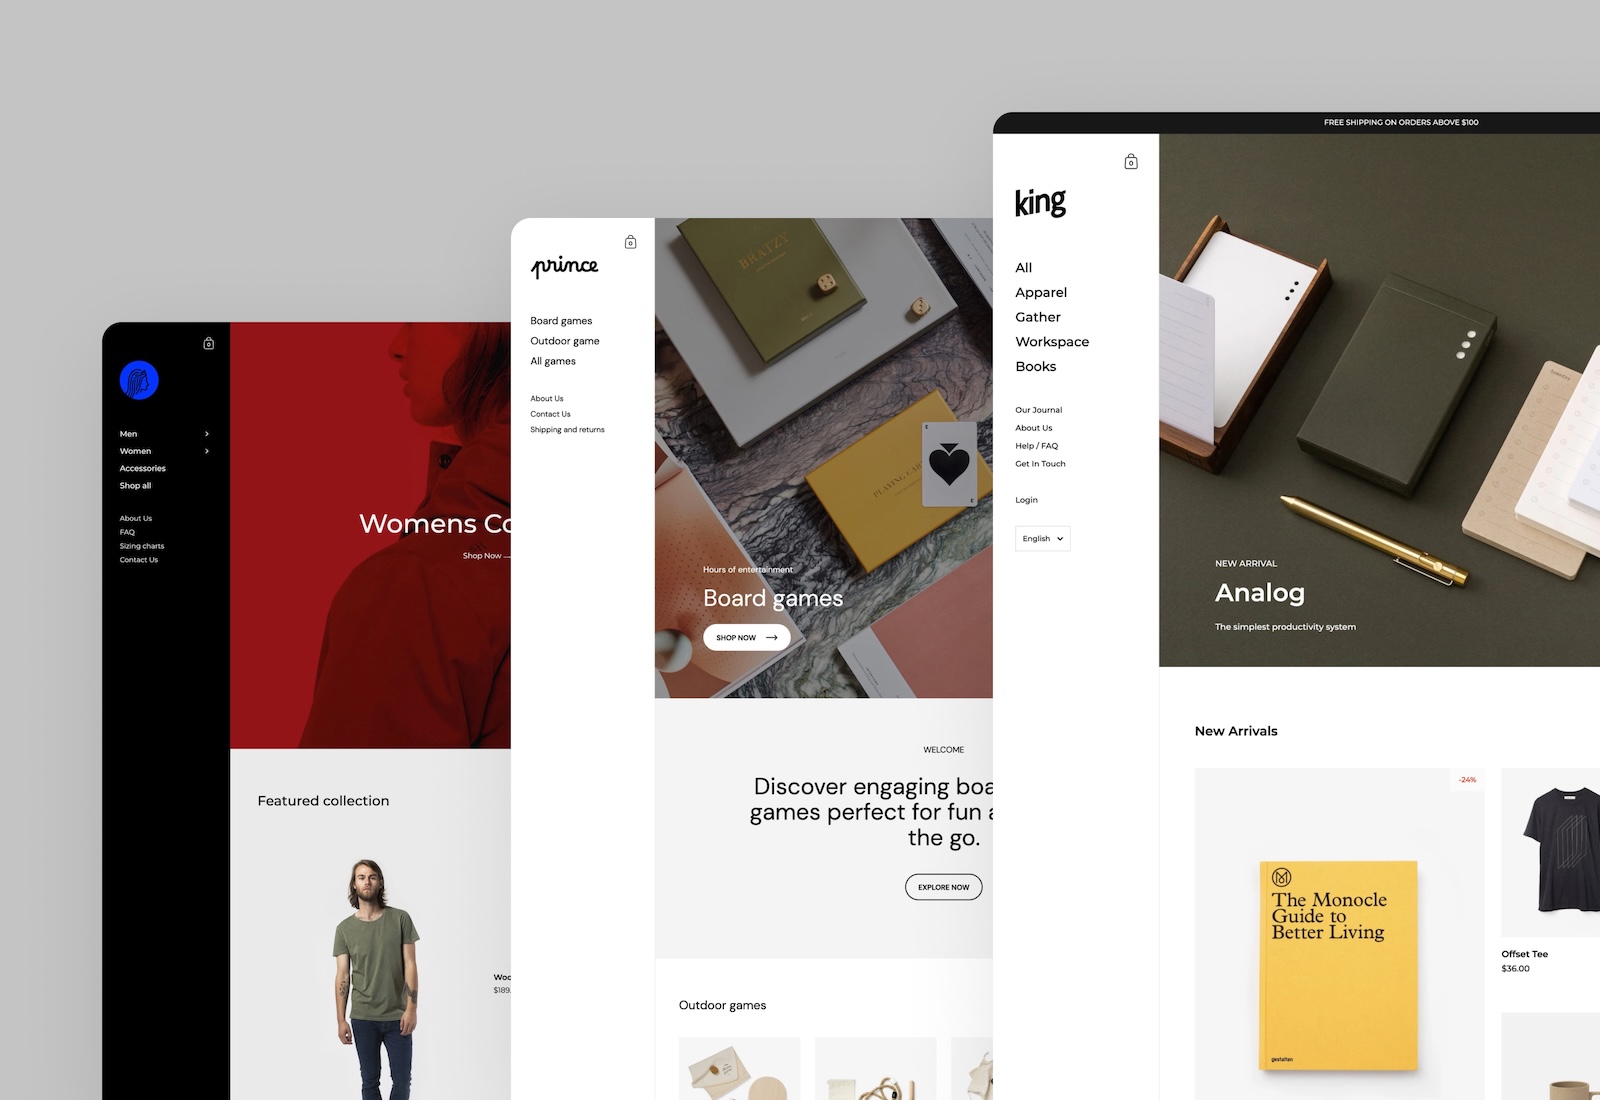 Men
Women
Accessories
Shop all
About Us
FAQ
Sizing charts
Contact Us
Womens Co
Shop Now
Featured collection
Woo
$189.
0
prince
Board games
Outdoor game
All games
About Us
Contact Us
Shipping and returns
BRATZY
PLAYING CAR
Hours of entertainment
Board games
SHOP NOW
WELCOME
Discover engaging boa
games perfect for fun a
the go.
EXPLORE NOW
Outdoor games
FREE SHIPPING ON ORDERS ABOVE $100
0
king
All
Apparel
Gather
Workspace
Books
Our Journal
About Us
Help / FAQ
Get In Touch
Login
English
NEW ARRIVAL
Analog
The simplest productivity system
New Arrivals
-24%
The Monocle
Guide to
Better Living
gestalten
Offset Tee
$36.00